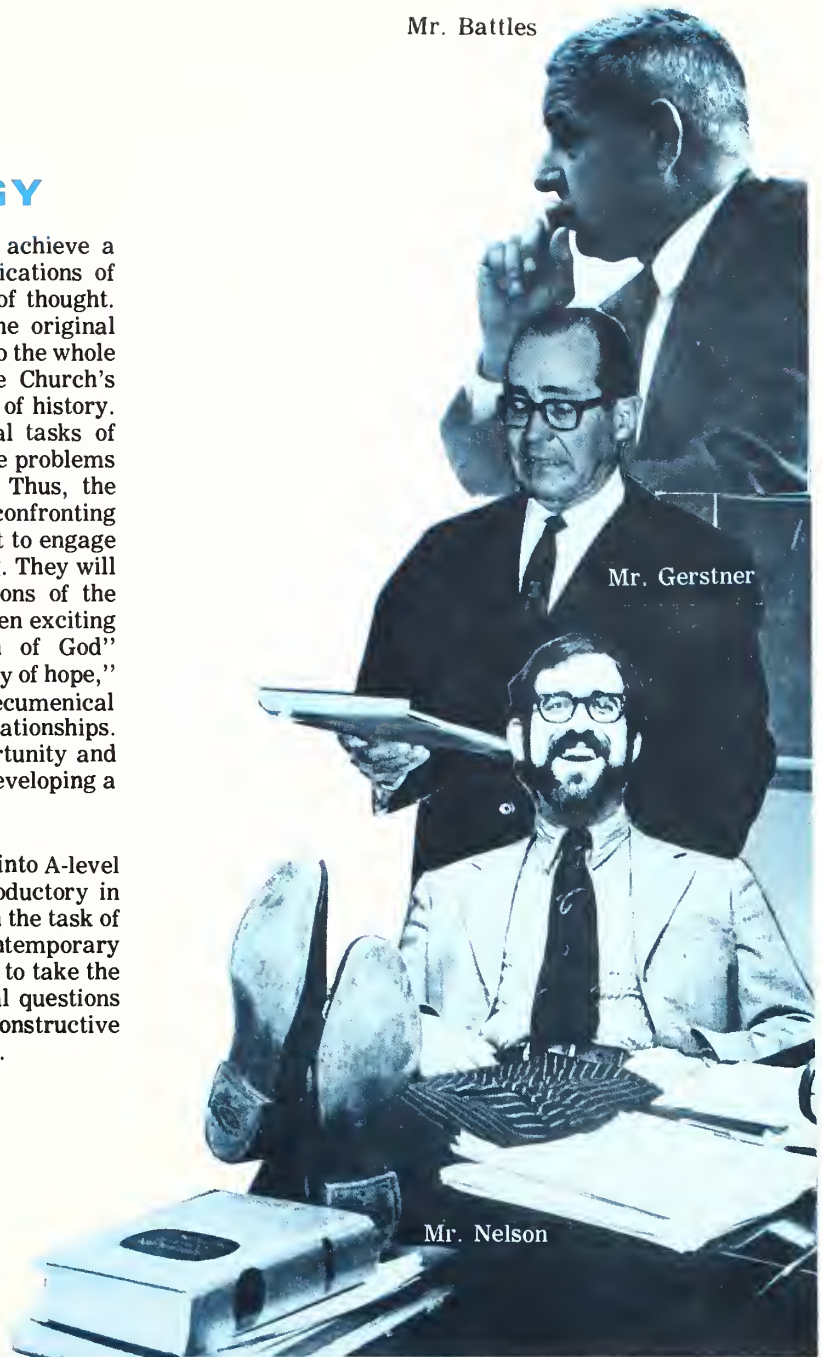 Mr. Battles
GY
achieve a
ications of
of thought.
ne original
o the whole
e Church's
of history.
al tasks of
e problems
Thus, the
confronting
t to engage
. They will
ons of the
en exciting
of God"
y of hope,"
ecumenical
ationships.
rtunity and
eveloping a
into A-level
oductory in
the task of
ntemporary
to take the
al questions
onstructive
.
Mr. Gerstner
Mr. Nelson